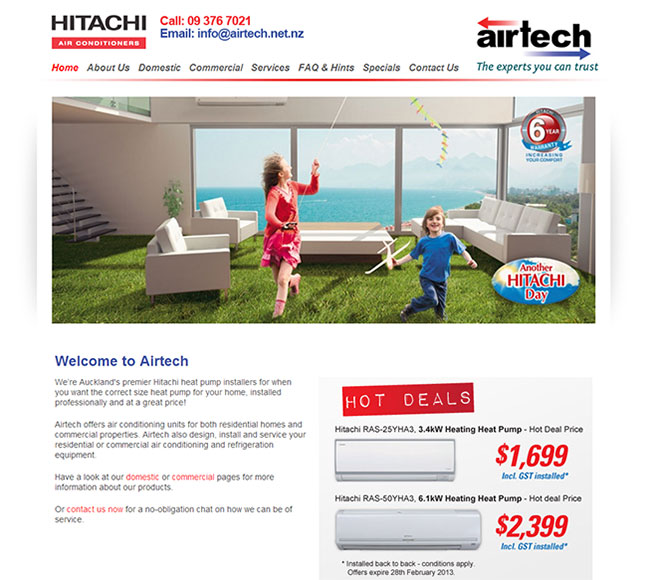 HITACHI
AIR CONDITIONERS
Call: 09 376 7021
Email: info@airtech.net.nz
airtech
The experts you can trust
Home About Us Domestic Commercial Services FAQ & Hints Specials Contact Us
HITACHI
6
YEAR
WARRANTY
INCREASING
YOUR COMFORT
Another
HITACHI
Day
Welcome to Airtech
We're Auckland's premier Hitachi heat pump installers for when
you want the correct size heat pump for your home, installed
professionally and at a great price!
Airtech offers air conditioning units for both residential homes and
commercial properties. Airtech also design, install and service your
residential or commercial air conditioning and refrigeration
equipment.
Have a look at our domestic or commercial pages for more
information about our products.
Or contact us now for a no-obligation chat on how we can be of
service.
HOT DEALS
Hitachi RAS-25YHA3, 3.4kW Heating Heat Pump - Hot Deal Price
$1,699
Incl. GST installed*
Hitachi RAS-50YHA3, 6.1kW Heating Heat Pump - Hot deal Price
$2,399
Incl. GST installed*
* Installed back to back - conditions apply.
Offers expire 28th February 2013.